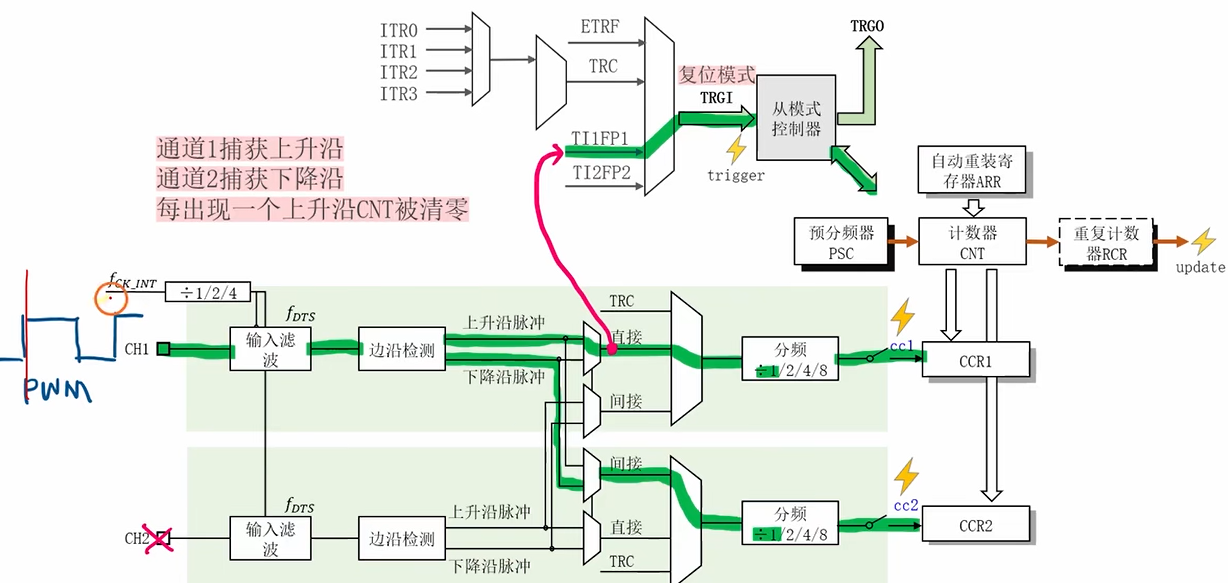 TRGO
ITR0
ITR1
ITR2
ITR3
ETRF
TRC
复位模式
TRGI
从模式
控制器
通道1捕获上升沿
通道2捕获下降沿
每出现一个上升沿CNT被清零
TI1FP1
TI2FP2
trigger
自动重装寄
存器ARR
预分频器
PSC
计数器
CNT
重复计数
器RCR
update
fCK_INT
÷1/2/4
fDTS
CH1
输入滤
波
边沿检测
上升沿脉冲
下降沿脉冲
TRC
直接
间接
分频
÷1/2/4/8
cc1
CCR1
PWM
间接
直接
TRC
fDTS
CH2
输入滤
波
边沿检测
上升沿脉冲
下降沿脉冲
分频
÷1/2/4/8
cc2
CCR2